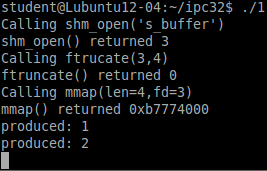 student@Lubuntu12-04:~/ipc32$ ./1
Calling shm_open('s_buffer')
shm_open() returned 3
Calling ftrucate(3,4)
ftruncate() returned 0
Calling mmap(len=4,fd=3)
mmap() returned 0xb7774000
produced: 1
produced: 2